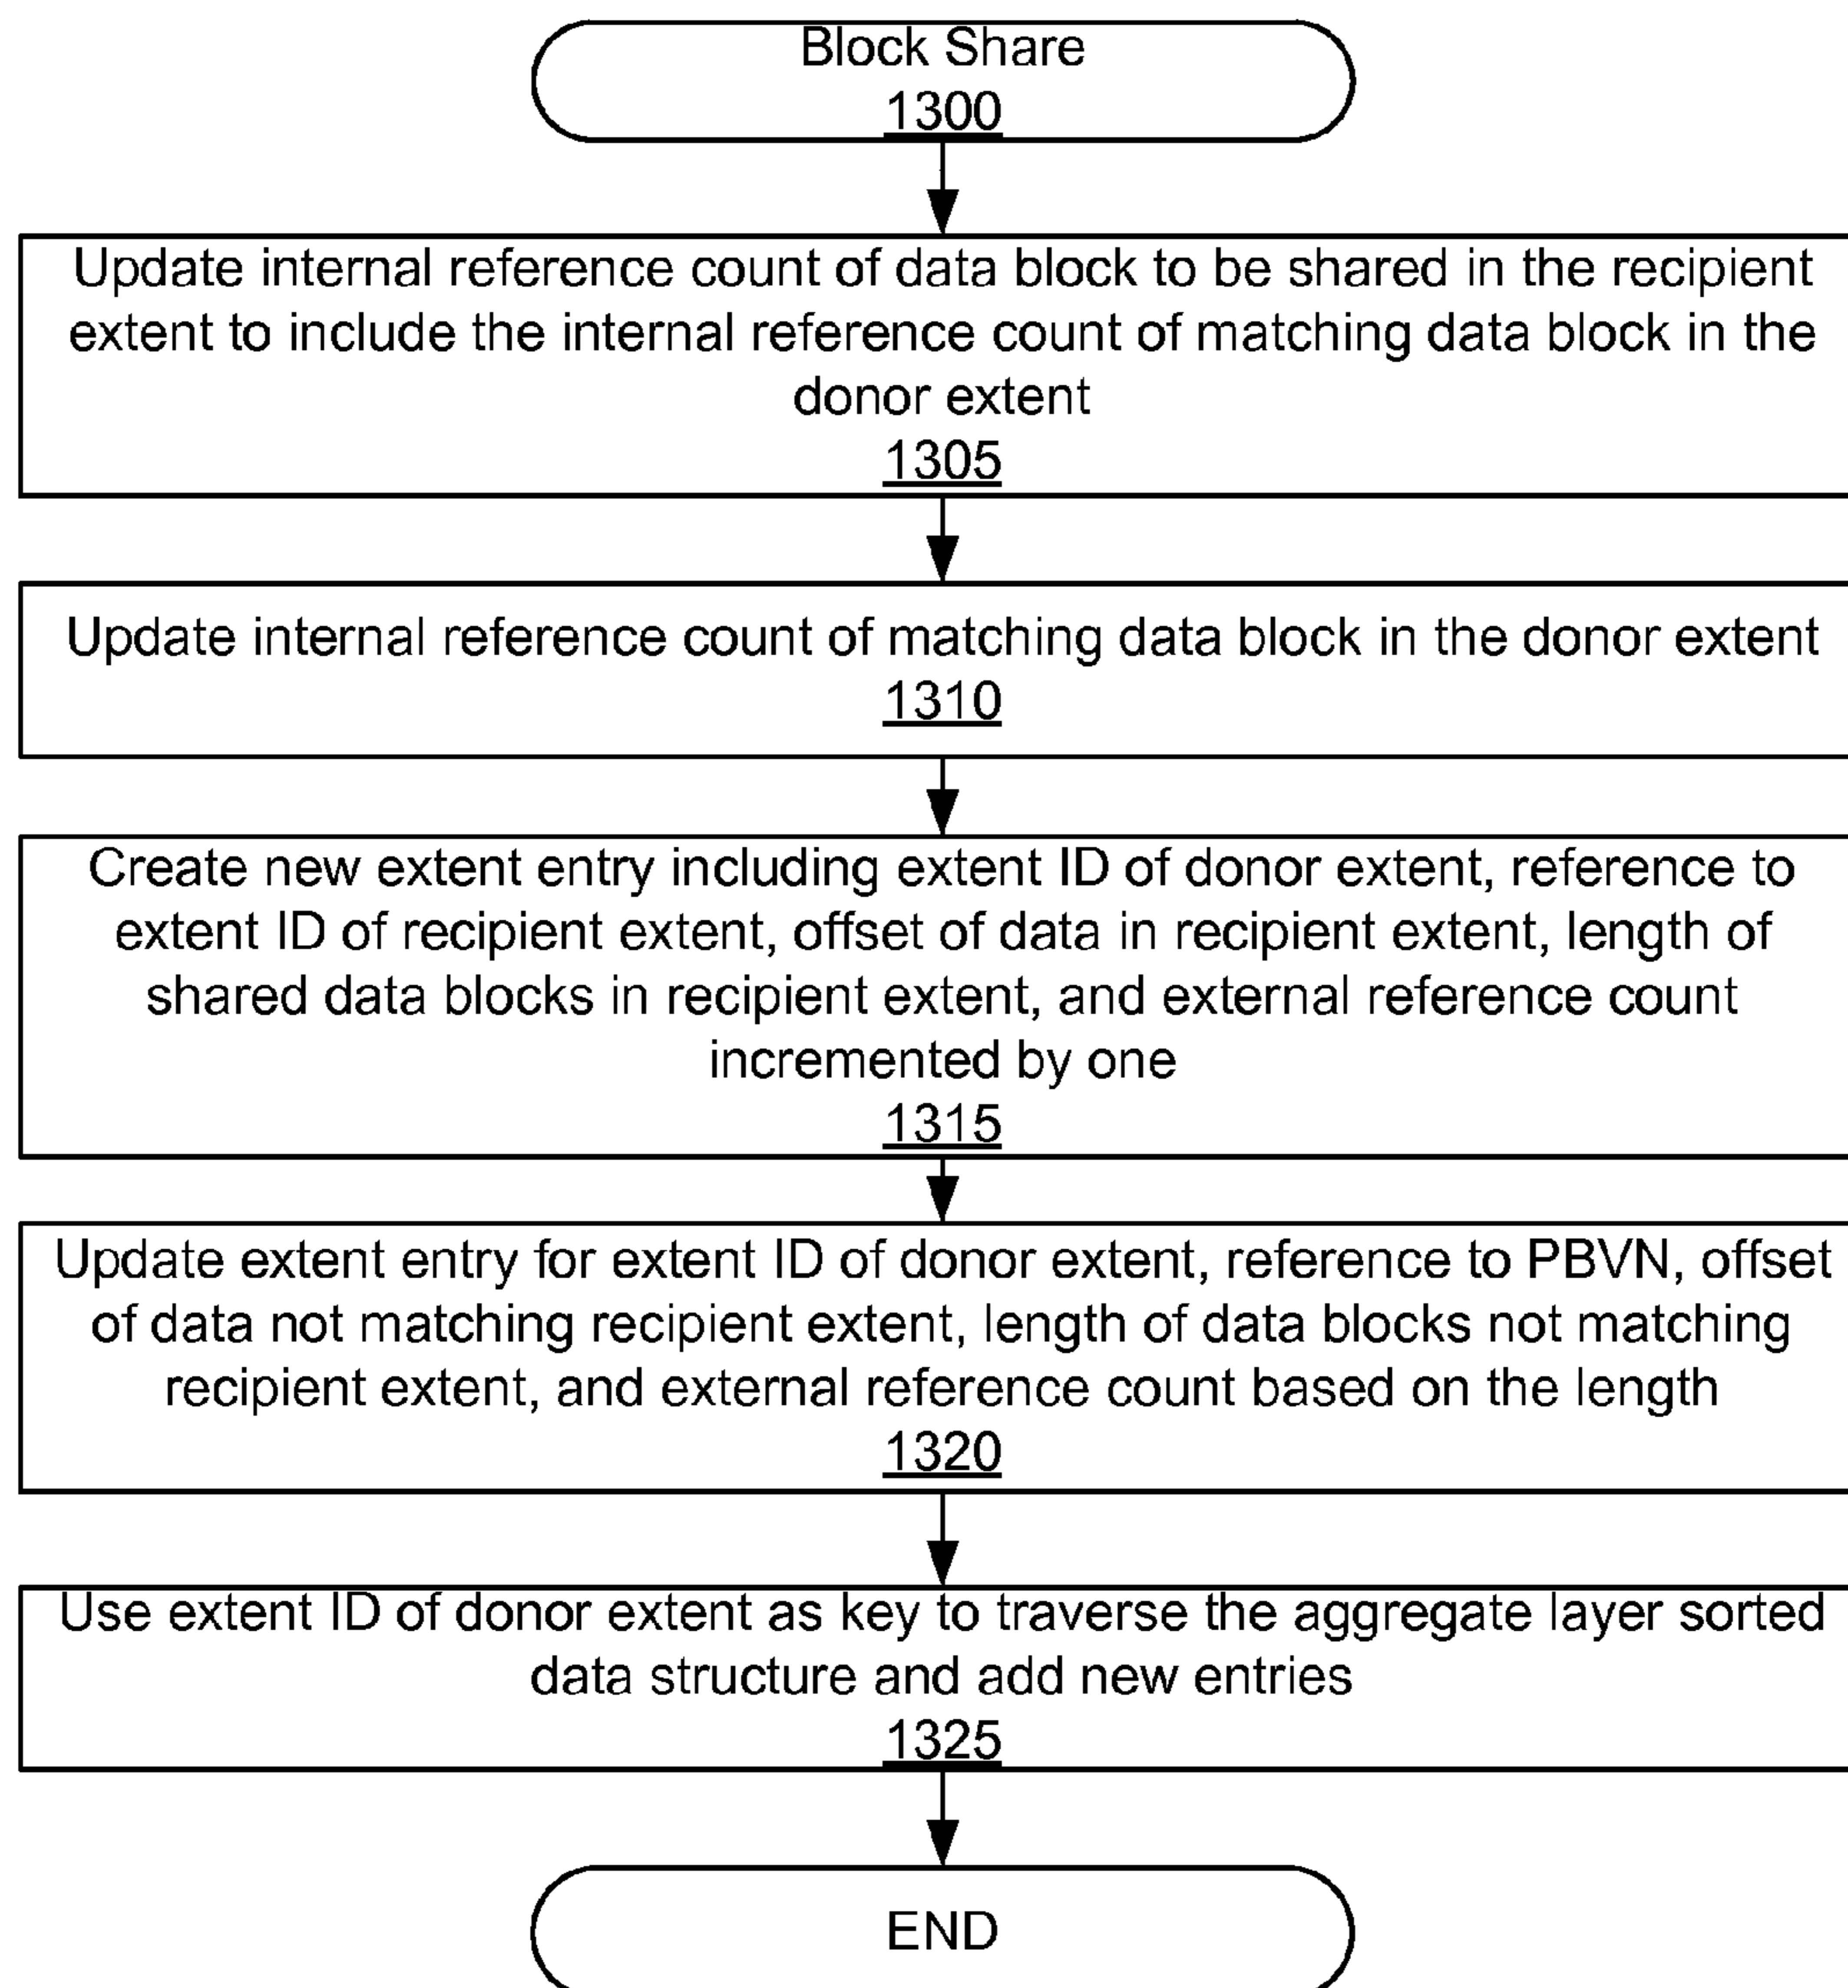 Block Share
1300
Update internal reference count of data block to be shared in the recipient
extent to include the internal reference count of matching data block in the
donor extent
1305
Update internal reference count of matching data block in the donor extent
1310
Create new extent entry including extent ID of donor extent, reference to
extent ID of recipient extent, offset of data in recipient extent, length of
shared data blocks in recipient extent, and external reference count
incremented by one
1315
Update extent entry for extent ID of donor extent, reference to PBVN, offset
of data not matching recipient extent, length of data blocks not matching
recipient extent, and external reference count based on the length
1320
Use extent ID of donor extent as key to traverse the aggregate layer sorted
data structure and add new entries
1325
END